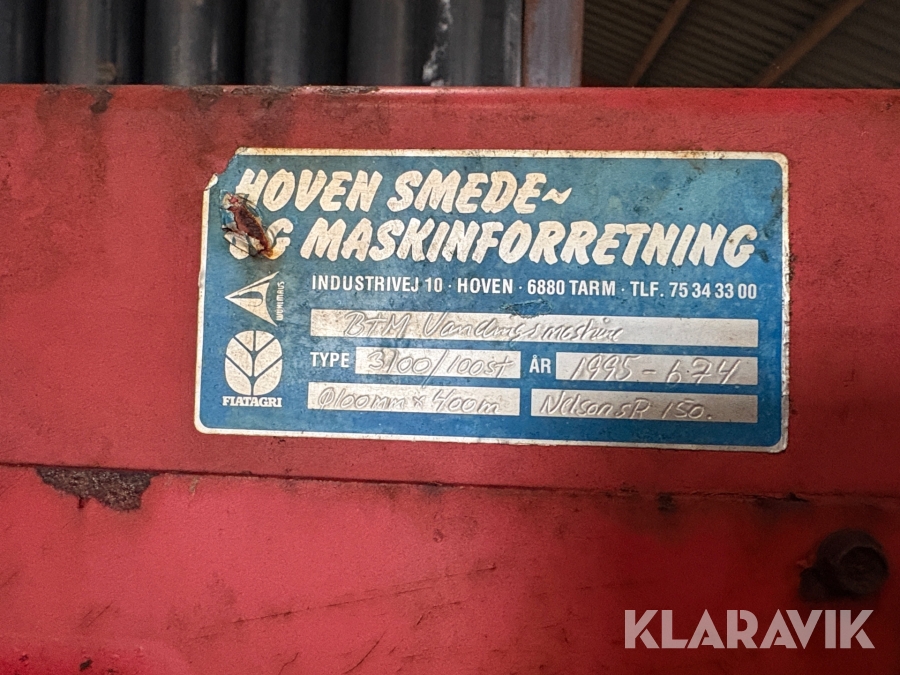 HOVEN SMEDE~
OG MASKINFORRETNING
INDUSTRIVEJ 10 · HOVEN · 6880 TARM · TLF. 75 34 33 00
B+M Vandingsmaskine
TYPE 3100/100st ÅR 1995-674
Ø100mm x 400m Nelson SR 150.
FIATAGRI
KLARAVIK